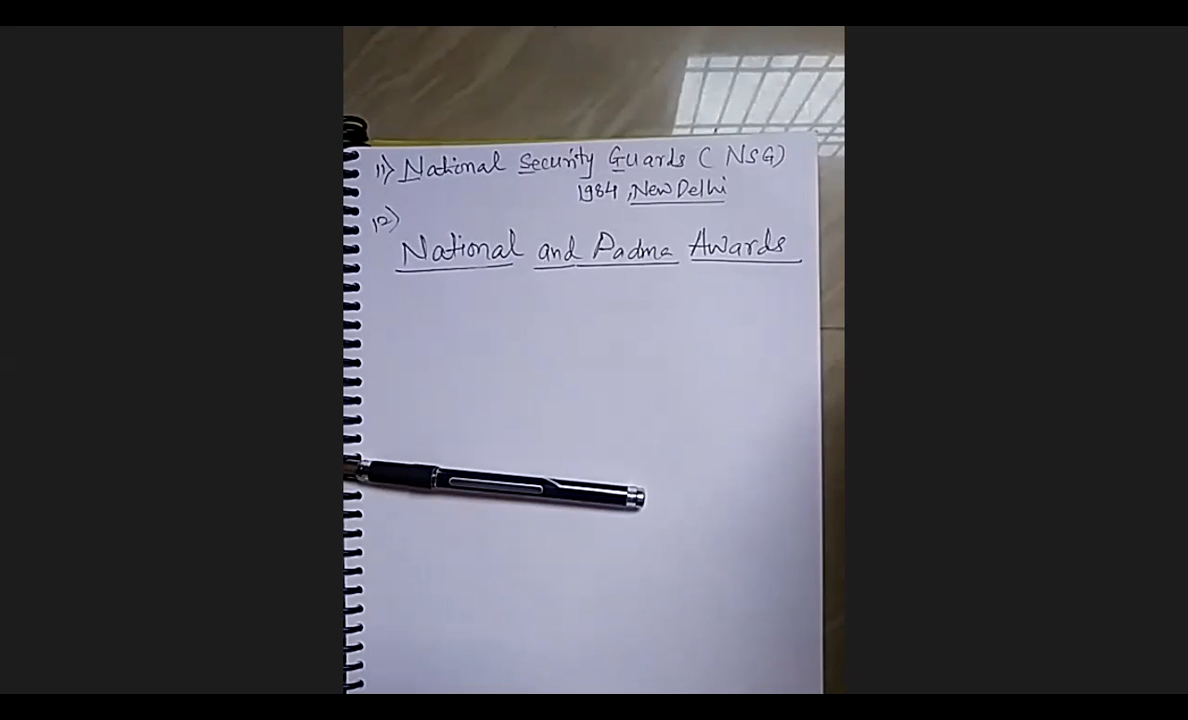 11) National Security Guards ( NSG)
1984, New Delhi
12)
National and Padma Awards